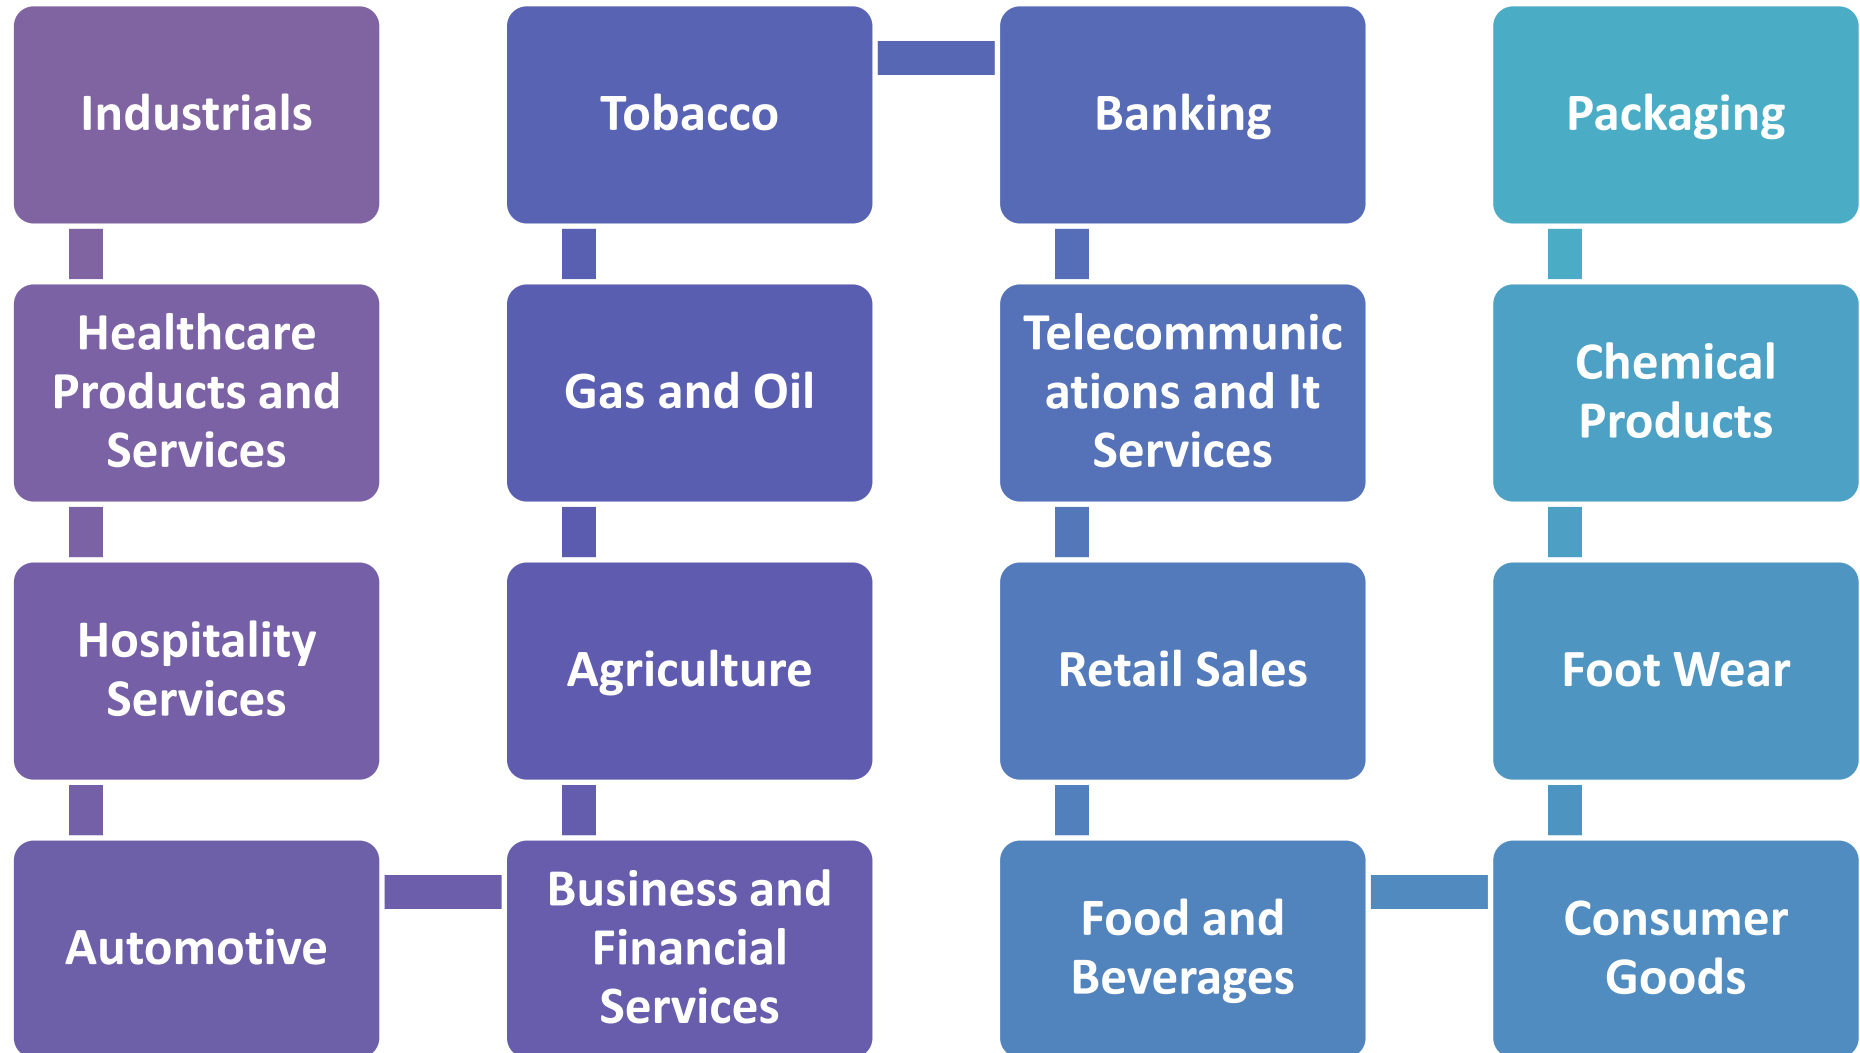 Industrials
Healthcare
Products and
Services
Hospitality
Services
Automotive
Business and
Financial
Services
Agriculture
Gas and Oil
Tobacco
Banking
Telecommunic
ations and It
Services
Retail Sales
Food and
Beverages
Consumer
Goods
Foot Wear
Chemical
Products
Packaging